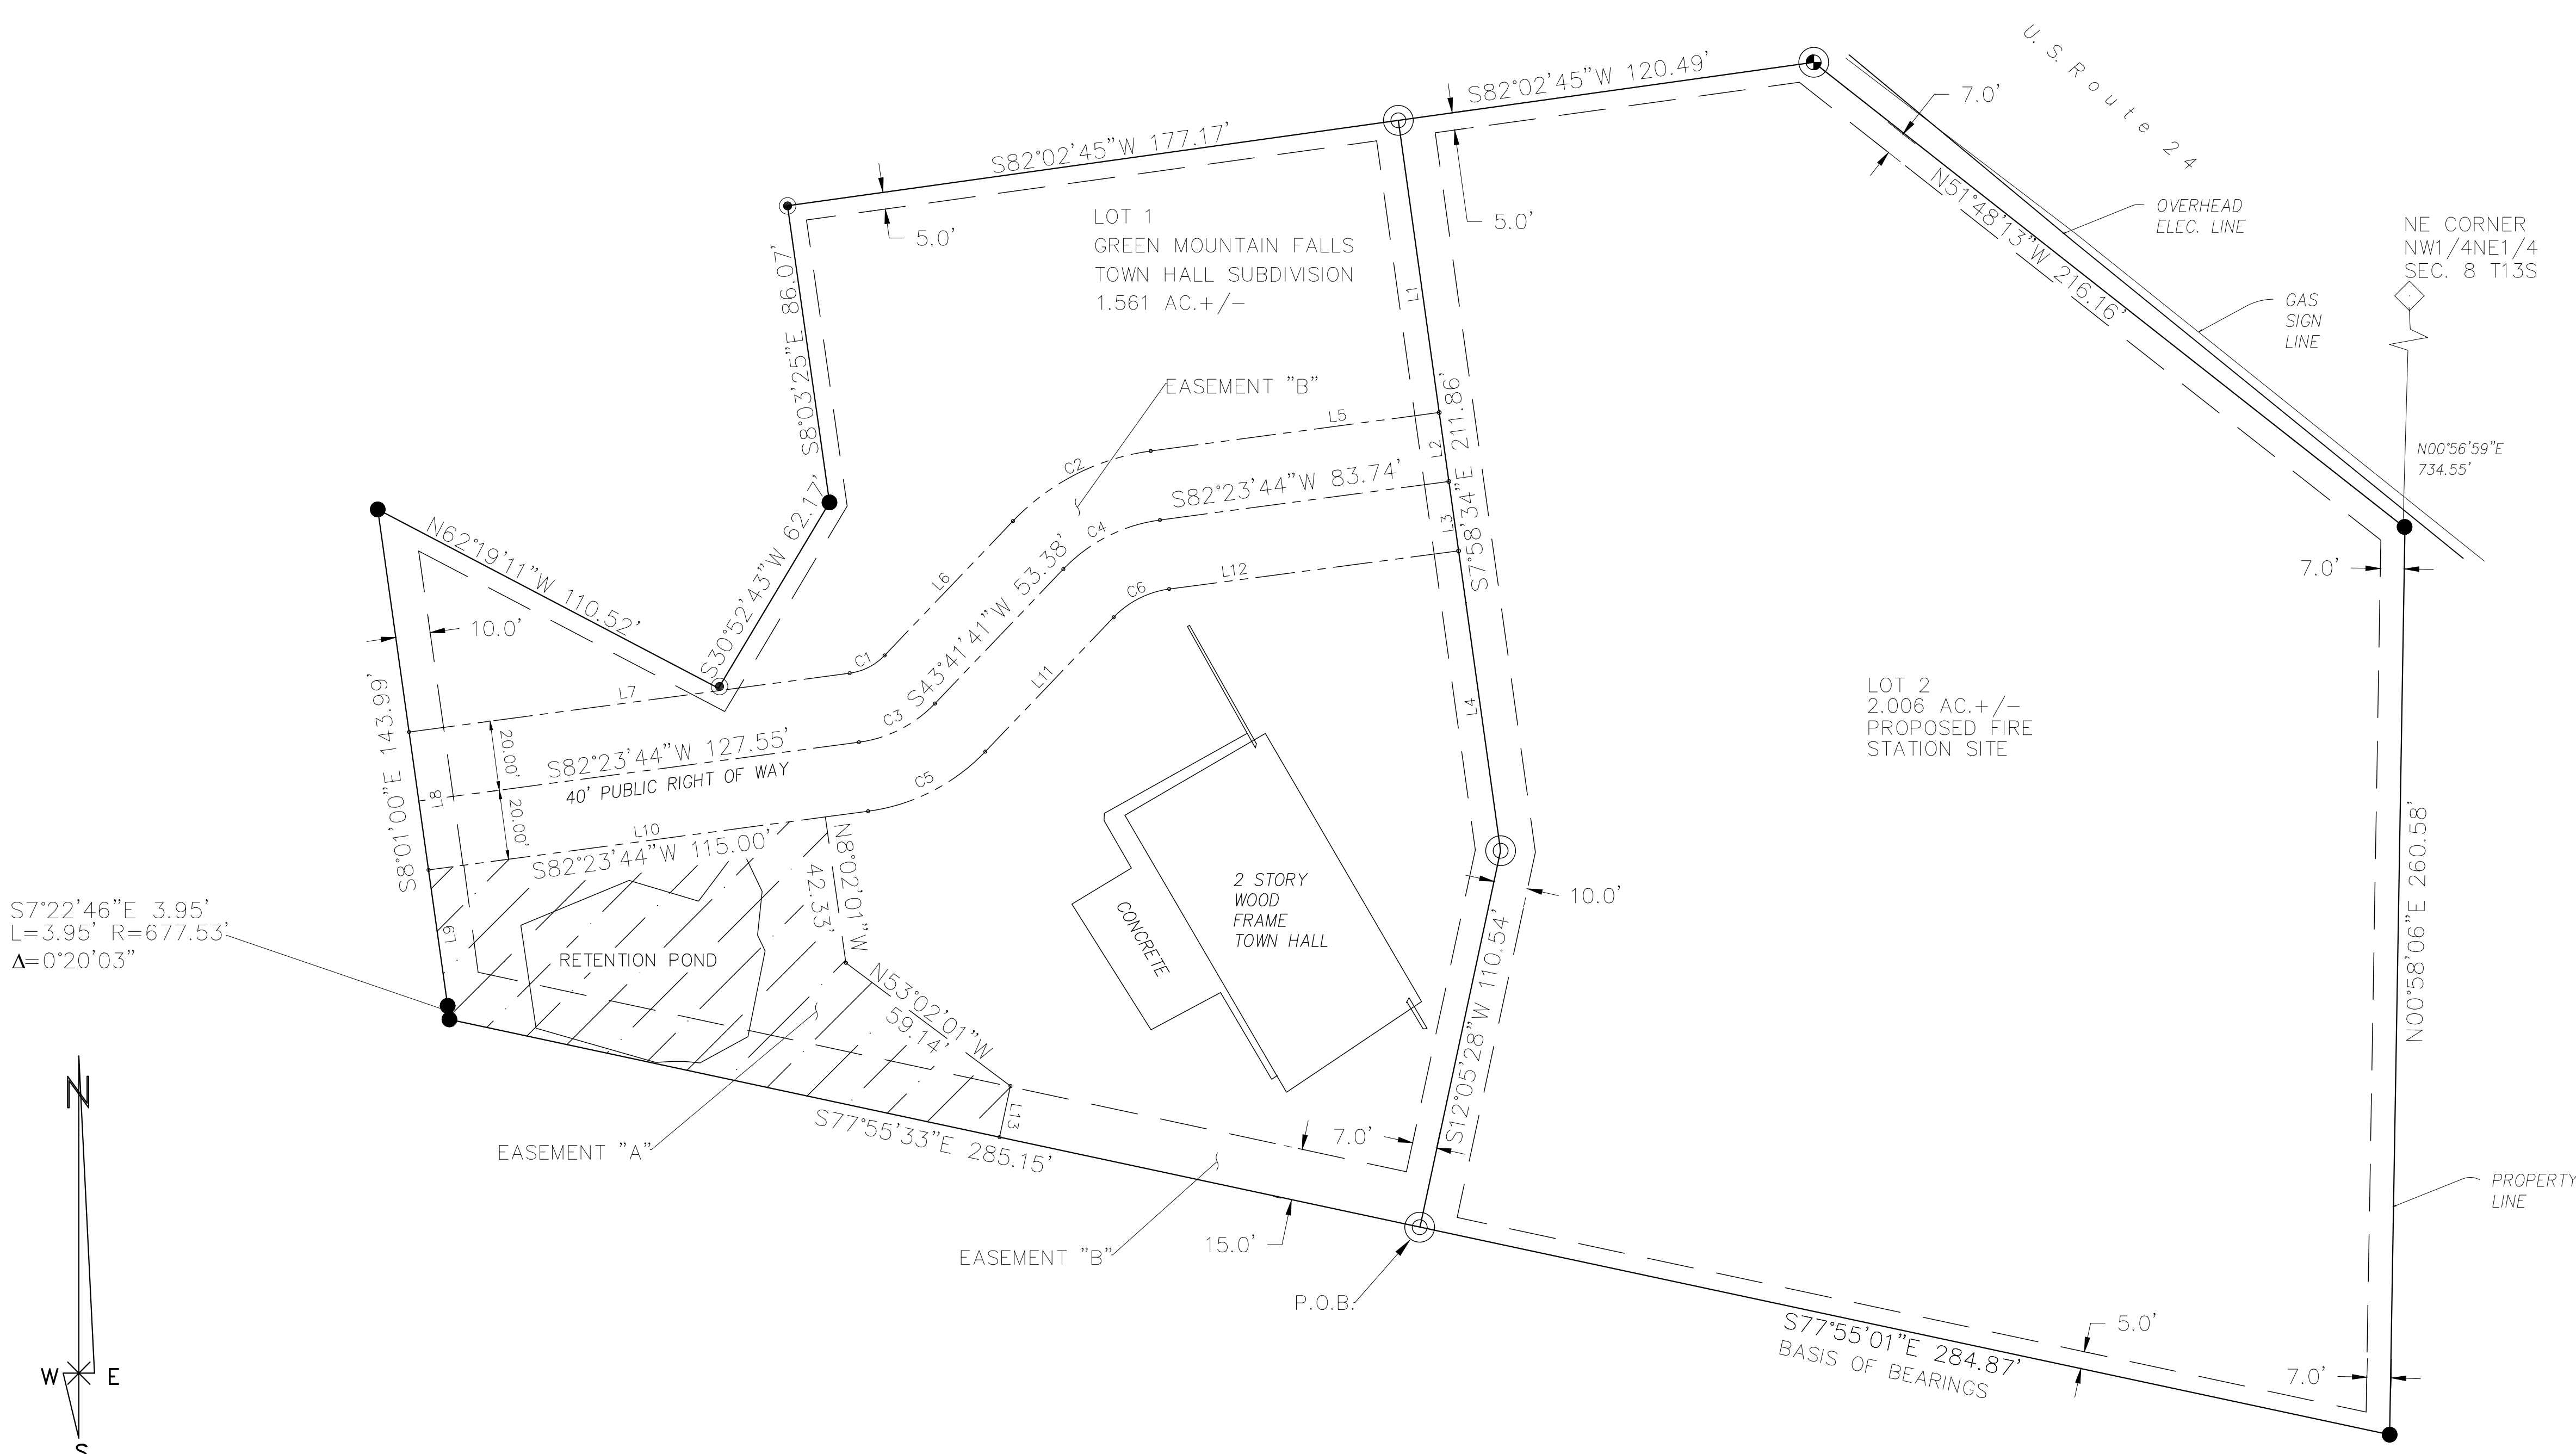 U.S. Route 24
S82°02'45"W 120.49'
7.0'
S82°02'45"W 177.17'
N51°48'13"W 216.16'
OVERHEAD
ELEC. LINE
NE CORNER
NW1/4NE1/4
SEC. 8 T13S
5.0'
5.0'
LOT 1
GREEN MOUNTAIN FALLS
TOWN HALL SUBDIVISION
1.561 AC.+/-
GAS
SIGN
LINE
S8°03'25"E 86.07'
L1
EASEMENT "B"
L5
C2
L2
S7°58'34"E 211.86'
N00°56'59"E
734.55'
S82°23'44"W 83.74'
N62°19'11"W 110.52'
S30°52'43"W 62.17'
C4
L3
L6
S43°41'41"W 53.38'
C6
L12
7.0'
10.0'
C1
L7
L11
C3
L4
S8°01'00"E 143.99'
20.00'
S82°23'44"W 127.55'
40' PUBLIC RIGHT OF WAY
L8
20.00'
C5
LOT 2
2.006 AC.+/-
PROPOSED FIRE
STATION SITE
L10
S82°23'44"W 115.00'
N8°02'01"W
42.33'
N00°58'06"E 260.58'
S7°22'46"E 3.95'
L=3.95' R=677.53'
Δ=0°20'03"
L9
RETENTION POND
2 STORY
WOOD
FRAME
TOWN HALL
CONCRETE
10.0'
N53°02'01"W
59.14'
S12°05'28"W 110.54'
L13
S77°55'33"E 285.15'
7.0'
EASEMENT "A"
PROPERTY
LINE
EASEMENT "B"
15.0'
P.O.B.
S77°55'01"E 284.87'
BASIS OF BEARINGS
5.0'
7.0'
N
W E
S